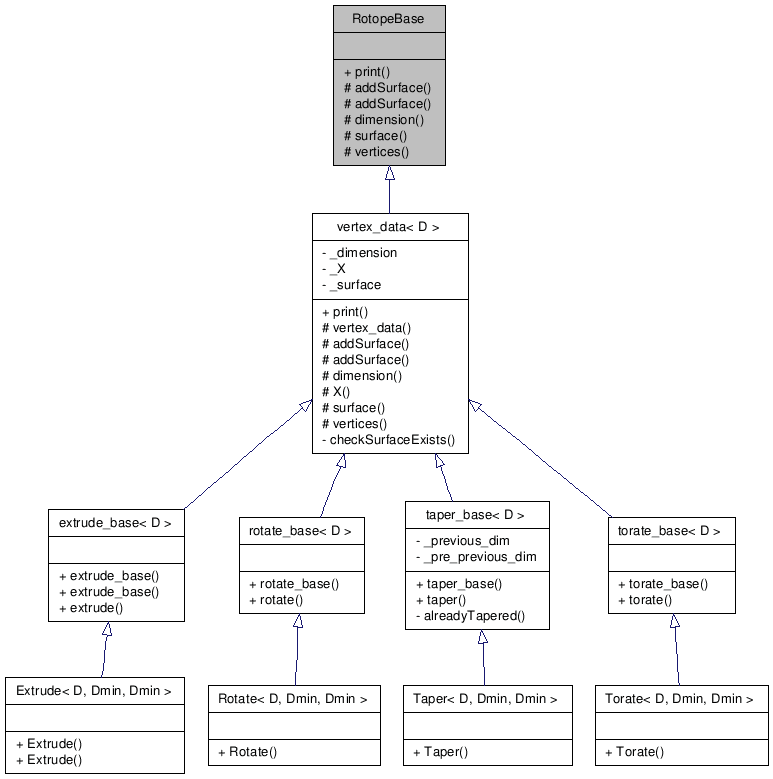 RotopeBase
+ print()
# addSurface()
# addSurface()
# dimension()
# surface()
# vertices()
vertex_data< D >
- _dimension
- _X
- _surface
+ print()
# vertex_data()
# addSurface()
# addSurface()
# dimension()
# X()
# surface()
# vertices()
- checkSurfaceExists()
extrude_base< D >
+ extrude_base()
+ extrude_base()
+ extrude()
rotate_base< D >
+ rotate_base()
+ rotate()
taper_base< D >
- _previous_dim
- _pre_previous_dim
+ taper_base()
+ taper()
- alreadyTapered()
torate_base< D >
+ torate_base()
+ torate()
Extrude< D, Dmin, Dmin >
+ Extrude()
+ Extrude()
Rotate< D, Dmin, Dmin >
+ Rotate()
Taper< D, Dmin, Dmin >
+ Taper()
Torate< D, Dmin, Dmin >
+ Torate()